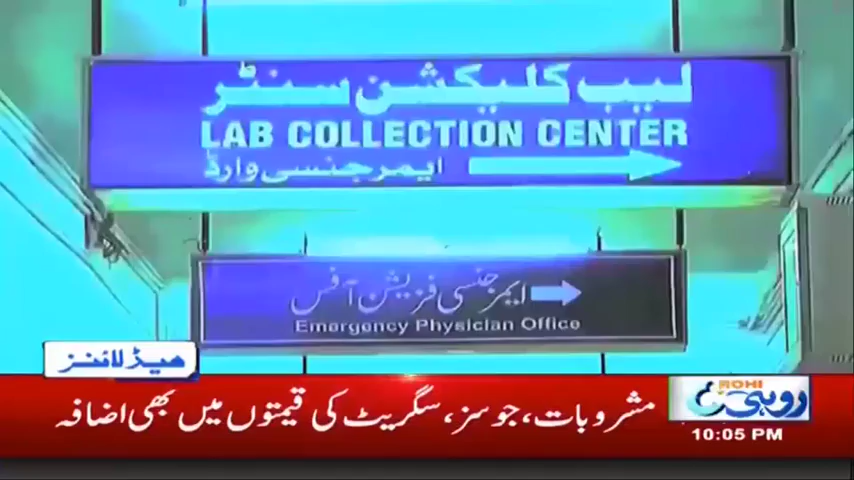 لیب کلیکشن سنٹر
LAB COLLECTION CENTER
ایمرجنسی وارڈ
ایمرجنسی فزیشن آفس
Emergency Physician Office
ھیڈلائنز
مشروبات، جوسز، سگریٹ کی قیمتوں میں بھی اضافہ
ROHI
روہی
10:05 PM